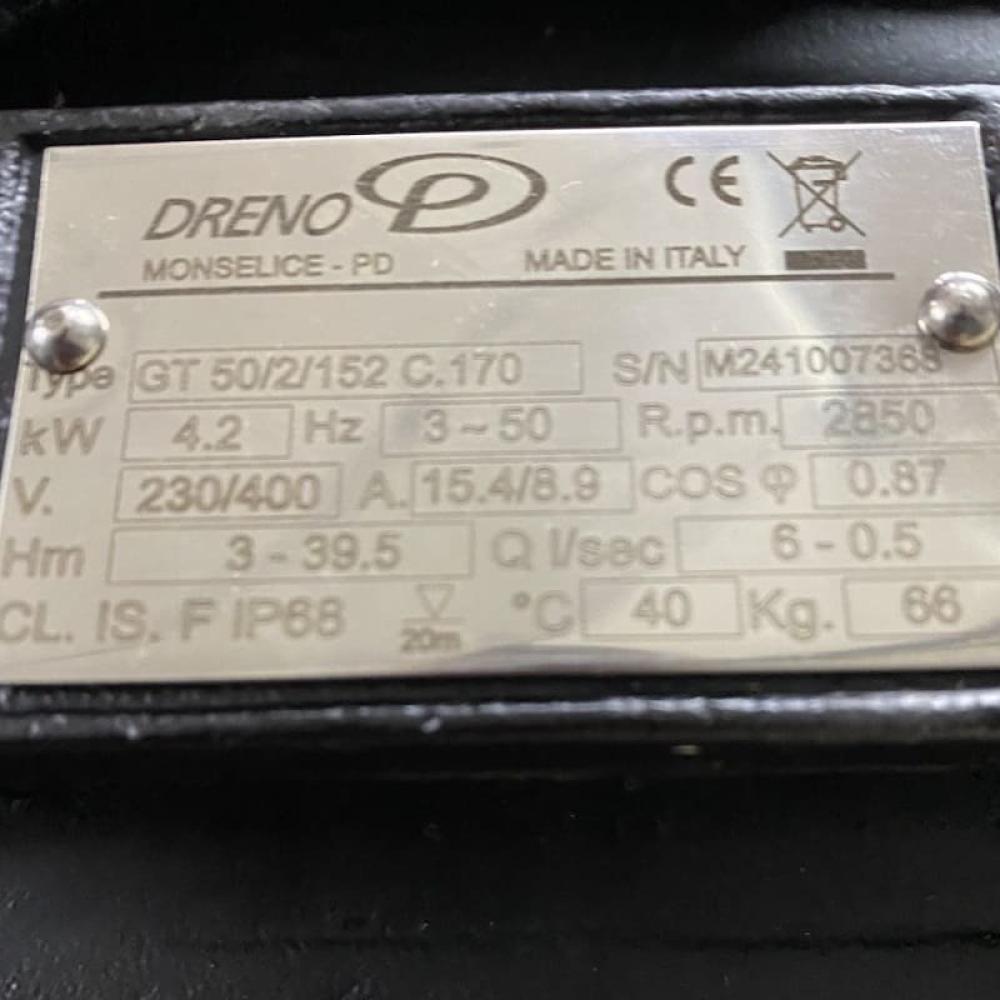 DRENO P CE
MONSELICE - PD MADE IN ITALY
Type GT 50/2/152 C.170 S/N M241007368
kW 4.2 Hz 3~50 R.p.m. 2850
V. 230/400 A. 15.4/8.9 COS φ 0.87
Hm 3 - 39.5 Q l/sec 6 - 0.5
CL. IS. F IP68 20m °C 40 Kg. 66